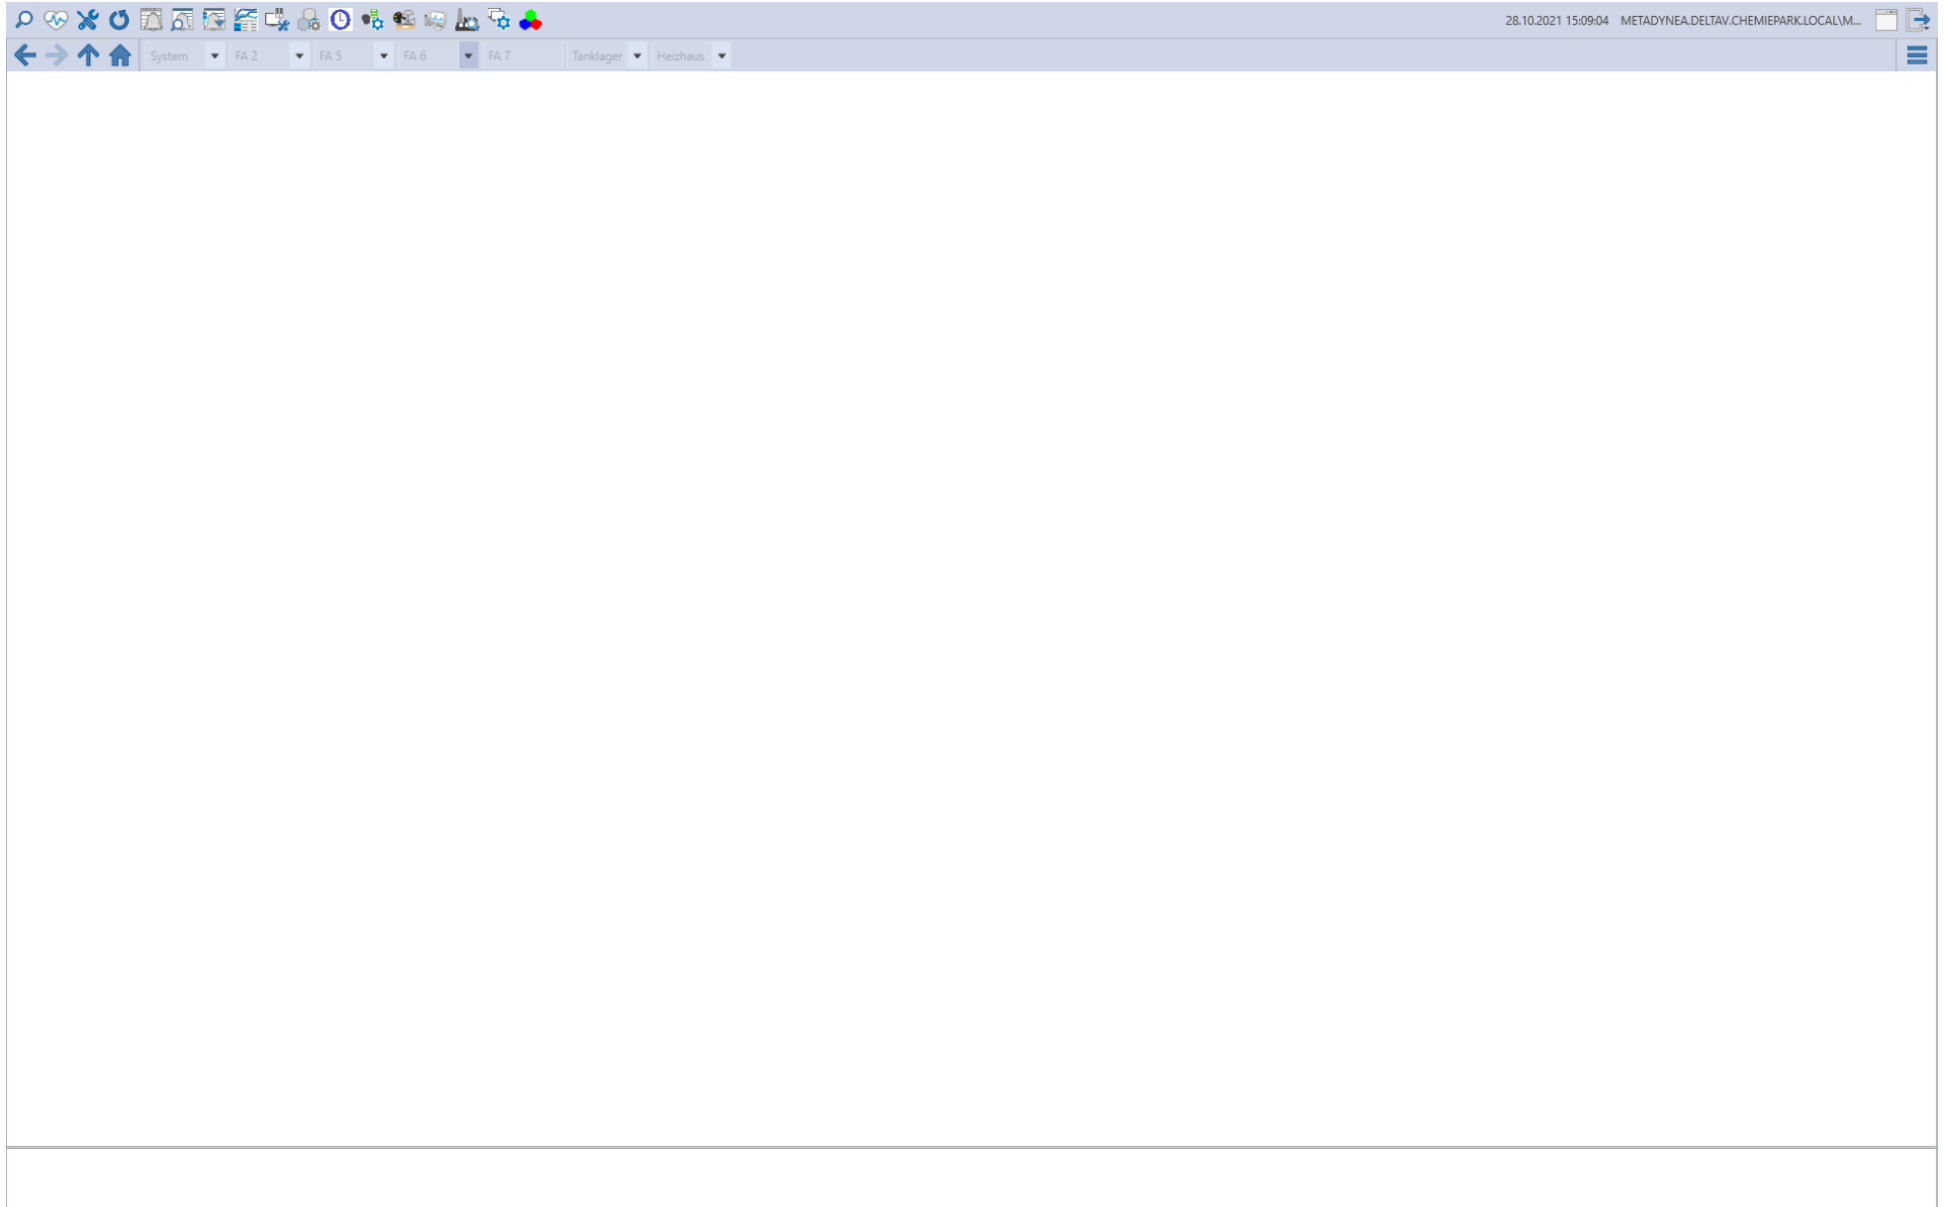 28.10.2021 15:09:04 METADYNEA.DELTAV.CHEMIEPARK.LOCAL\M...
System FA 2 FA 5 FA 6 FA 7 Tanklager Heizhaus